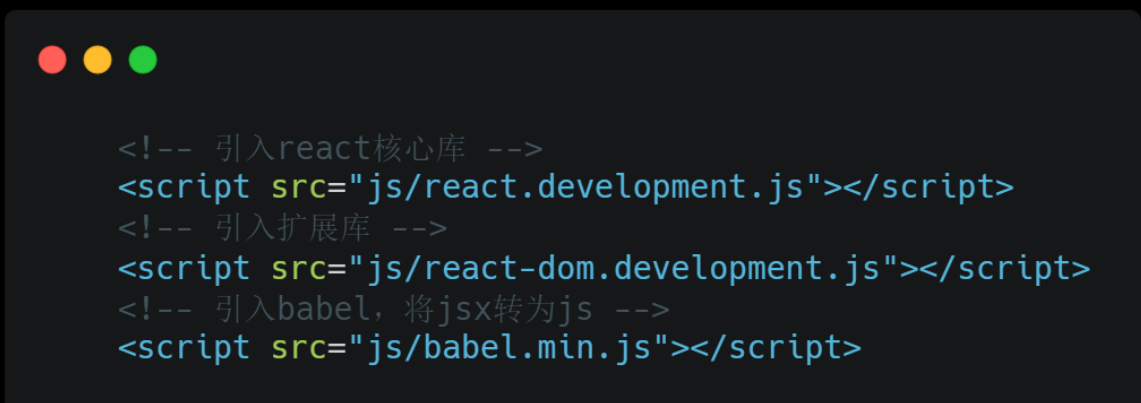 <!-- 引入react核心库 -->
<script src="js/react.development.js"></script>
<!-- 引入扩展库 -->
<script src="js/react-dom.development.js"></script>
<!-- 引入babel，将jsx转为js -->
<script src="js/babel.min.js"></script>